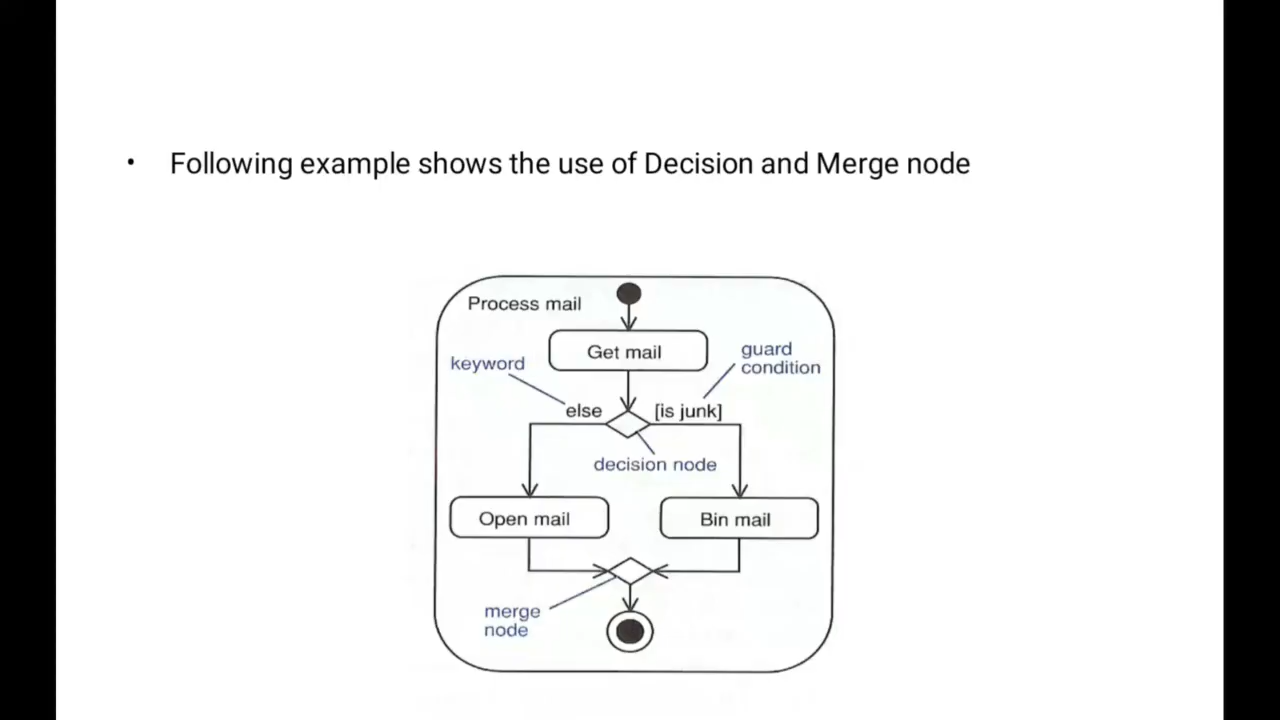 • Following example shows the use of Decision and Merge node
Process mail
Get mail
keyword
guard
condition
else
[is junk]
decision node
Open mail
Bin mail
merge
node